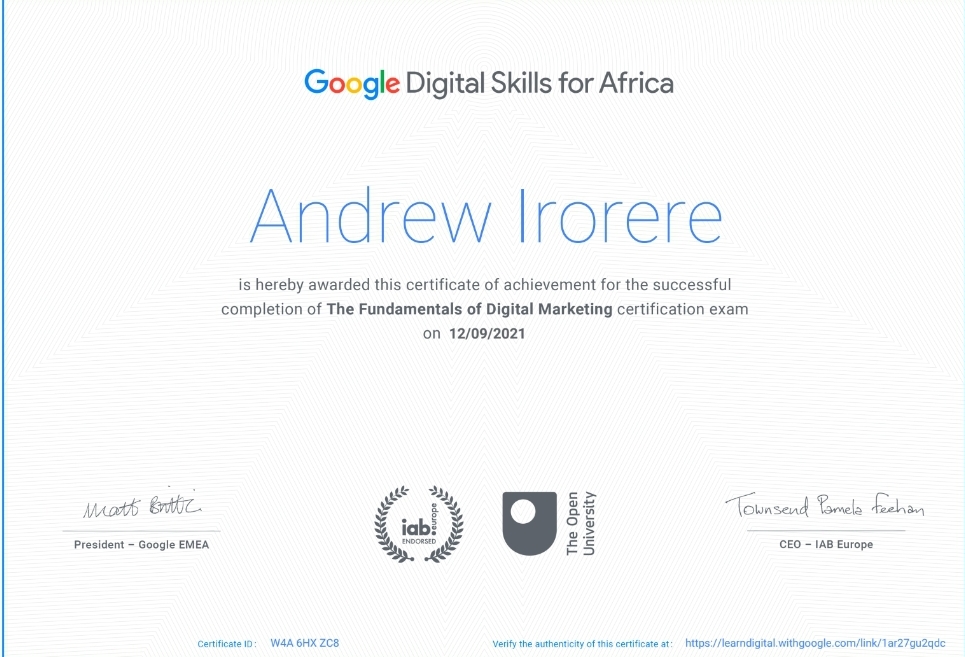 Google Digital Skills for Africa
Andrew Irorere
is hereby awarded this certificate of achievement for the successful
completion of The Fundamentals of Digital Marketing certification exam
on 12/09/2021
Matt
Townsend Pamela Feehan
President – Google EMEA
iab.europe
ENDORSED
The Open
University
CEO – IAB Europe
Certificate ID : W4A 6HX ZC8
Verify the authenticity of this certificate at : https://learndigital.withgoogle.com/link/1ar27gu2qdc